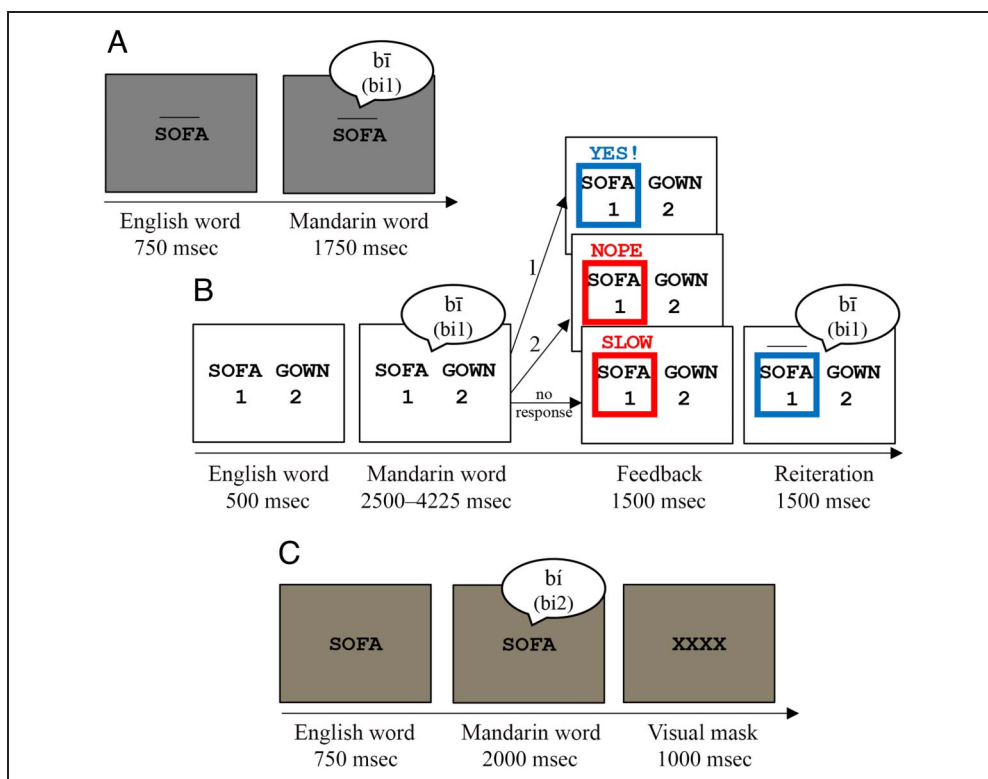 A
bī
(bi1)
SOFA
SOFA
English word
750 msec
Mandarin word
1750 msec
B
SOFA GOWN
1 2
English word
500 msec
bī
(bi1)
SOFA GOWN
1 2
Mandarin word
2500–4225 msec
1
2
no
response
YES!
SOFA GOWN
1 2
NOPE
SOFA GOWN
1 2
SLOW
SOFA GOWN
1 2
Feedback
1500 msec
bī
(bi1)
SOFA GOWN
1 2
Reiteration
1500 msec
C
SOFA
English word
750 msec
bí
(bi2)
SOFA
Mandarin word
2000 msec
XXXX
Visual mask
1000 msec